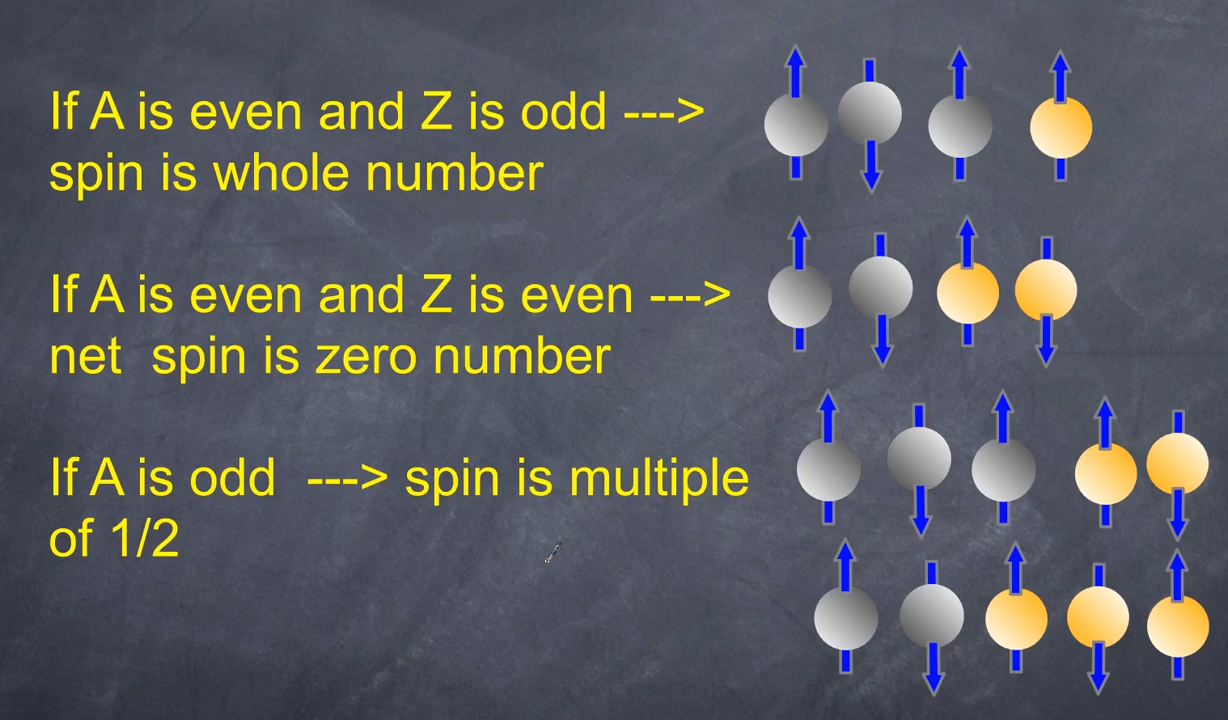 If A is even and Z is odd --->
spin is whole number
If A is even and Z is even --->
net  spin is zero number
If A is odd  ---> spin is multiple
of 1/2